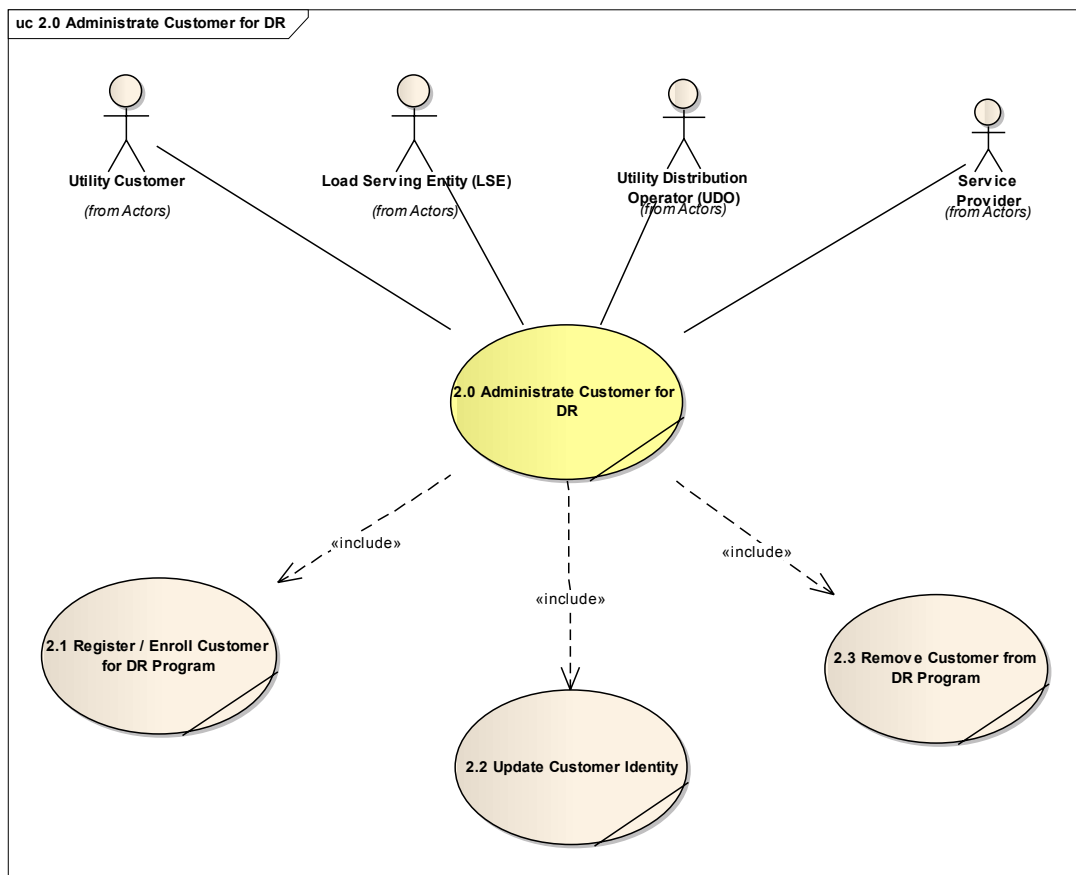 uc 2.0 Administrate Customer for DR
Utility Customer
(from Actors)
Load Serving Entity (LSE)
(from Actors)
Utility Distribution
Operator (UDO)
(from Actors)
Service
Provider
(from Actors)
2.0 Administrate Customer for
DR
«include»
«include»
«include»
2.1 Register / Enroll Customer
for DR Program
2.2 Update Customer Identity
2.3 Remove Customer from
DR Program